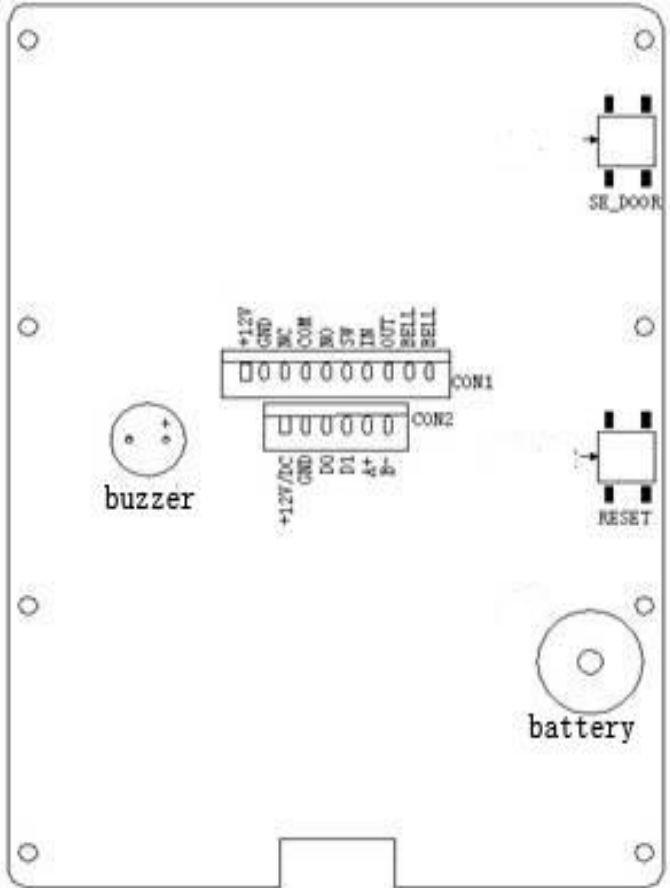 SE_DOOR
+12V
GND
NC
COM
NO
SW
IN
OUT
BELL
BELL
CON1
CON2
+12V/DC
GND
D0
D1
A+
B-
+
buzzer
RESET
battery